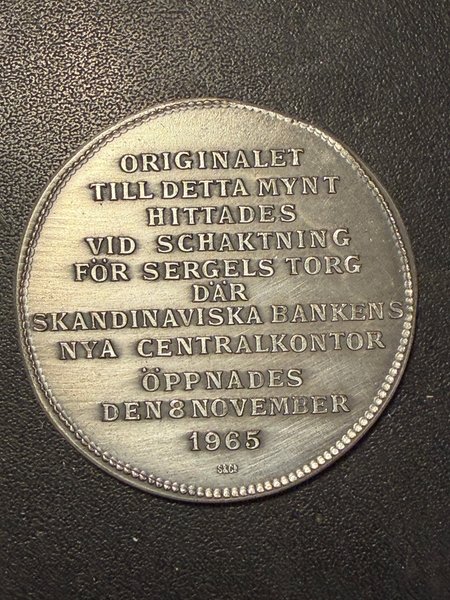 ORIGINALET
TILL DETTA MYNT
HITTADES
VID SCHAKTNING
FÖR SERGELS TORG
DÄR
SKANDINAVISKA BANKENS
NYA CENTRALKONTOR
ÖPPNADES
DEN 8 NOVEMBER
1965
S&Co